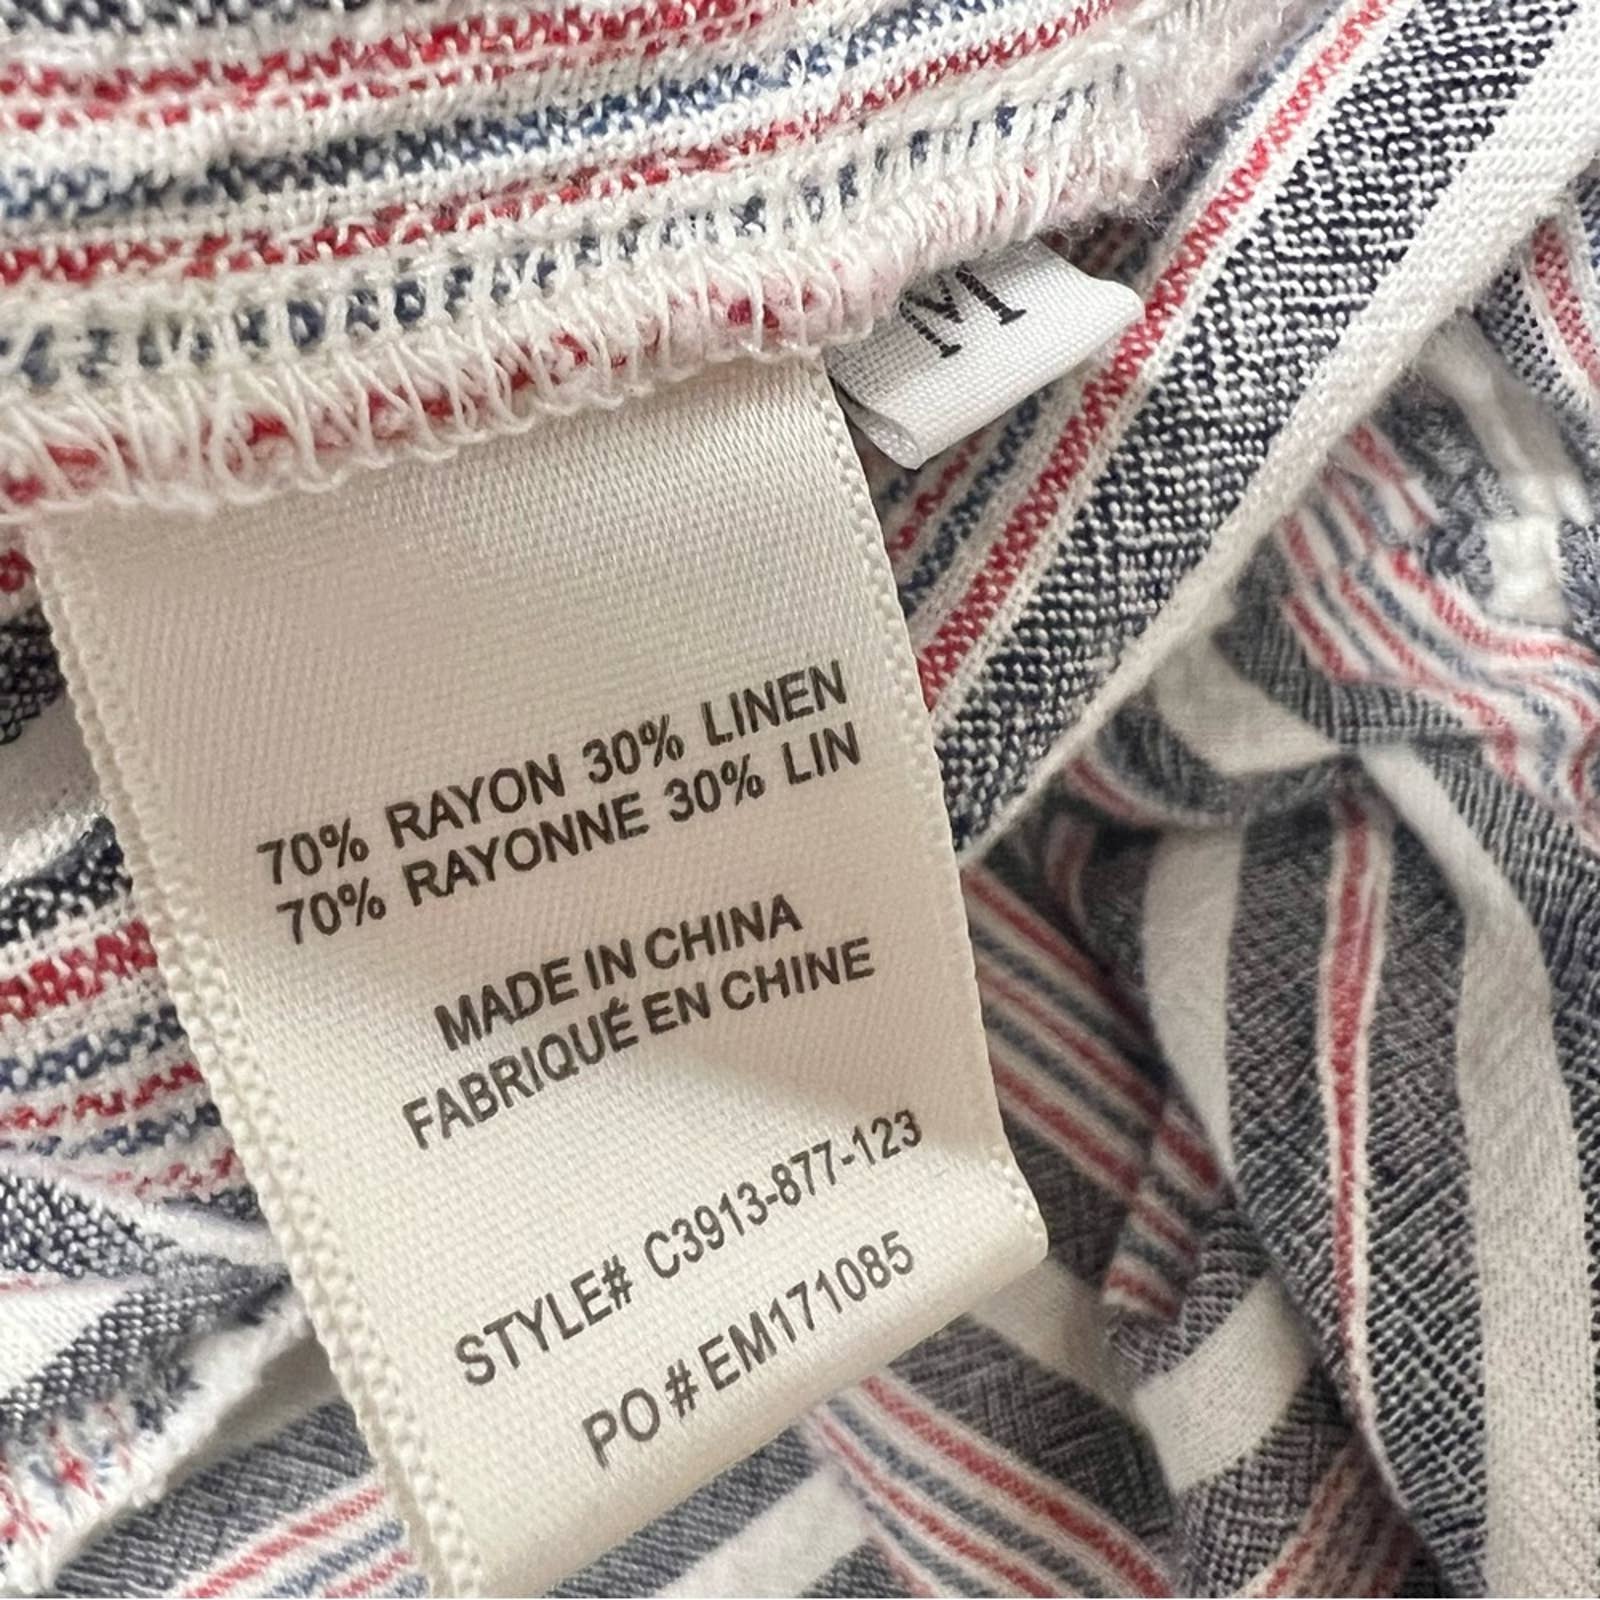 M
70% RAYON 30% LINEN
70% RAYONNE 30% LIN
MADE IN CHINA
FABRIQUÉ EN CHINE
STYLE# C3913-877-123
PO # EM171085